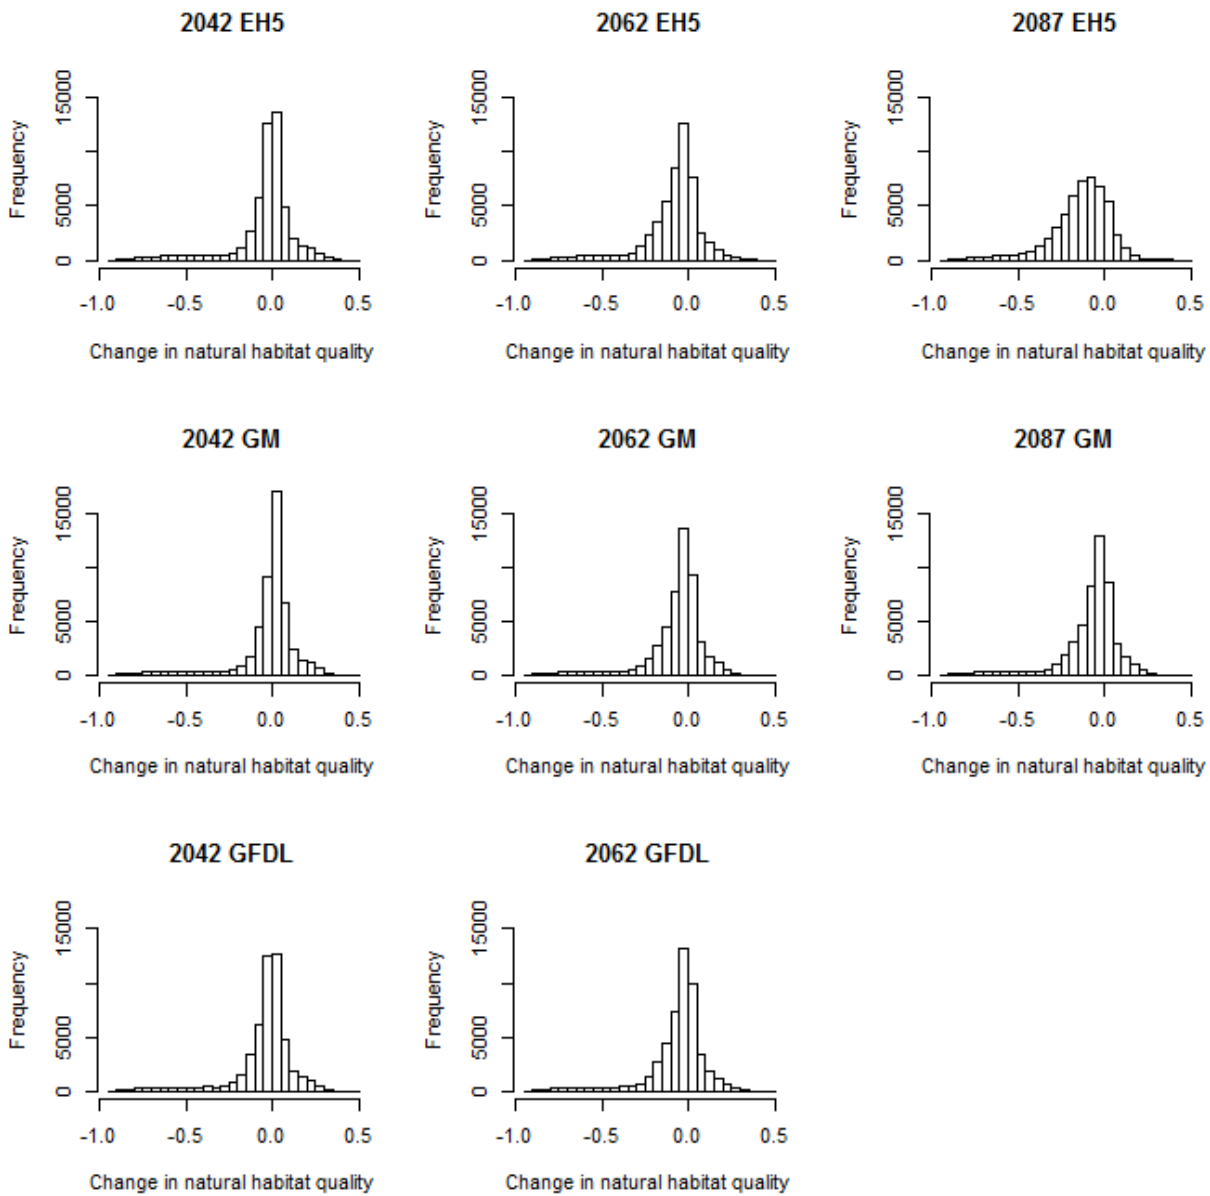 2042 EH5
2062 EH5
2087 EH5
Frequency
0 5000 15000
-1.0 -0.5 0.0 0.5
Change in natural habitat quality
Frequency
0 5000 15000
-1.0 -0.5 0.0 0.5
Change in natural habitat quality
Frequency
0 5000 15000
-1.0 -0.5 0.0 0.5
Change in natural habitat quality
2042 GM
2062 GM
2087 GM
Frequency
0 5000 15000
-1.0 -0.5 0.0 0.5
Change in natural habitat quality
Frequency
0 5000 15000
-1.0 -0.5 0.0 0.5
Change in natural habitat quality
Frequency
0 5000 15000
-1.0 -0.5 0.0 0.5
Change in natural habitat quality
2042 GFDL
2062 GFDL
Frequency
0 5000 15000
-1.0 -0.5 0.0 0.5
Change in natural habitat quality
Frequency
0 5000 15000
-1.0 -0.5 0.0 0.5
Change in natural habitat quality